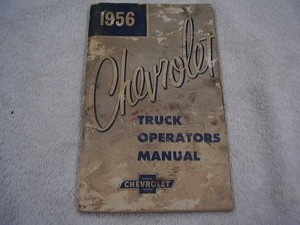 1956
Chevrolet
TRUCK
OPERATORS
MANUAL
CHEVROLET